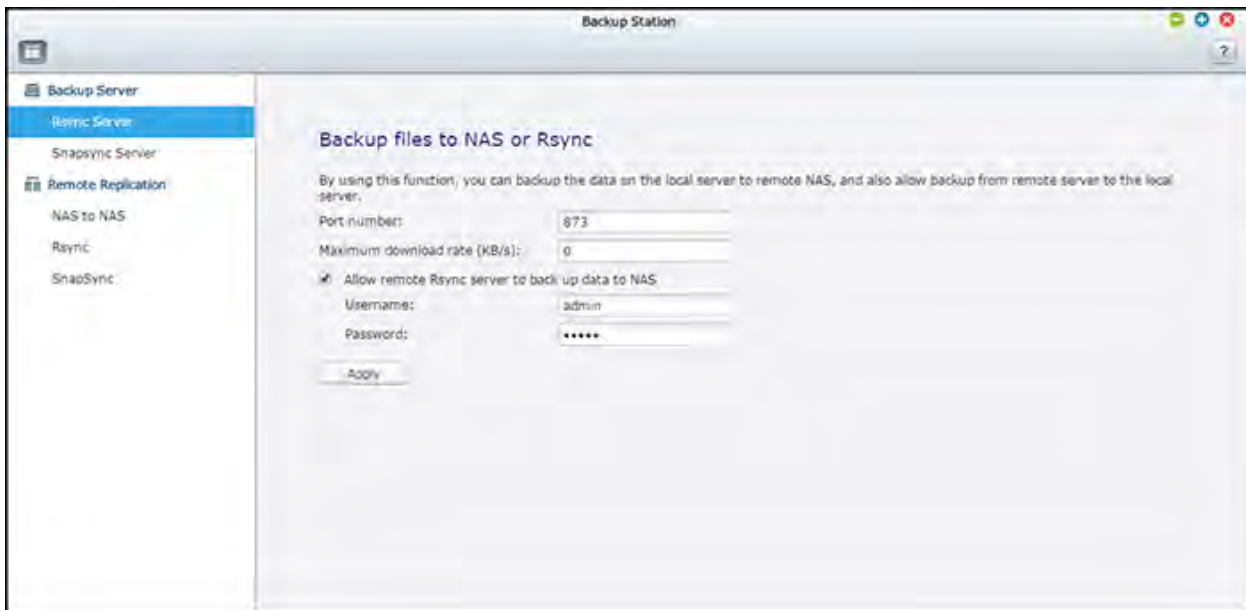 Backup Station
?
Backup Server
Rsync Server
Snapsync Server
Remote Replication
NAS to NAS
Rsync
SnapSync
Backup files to NAS or Rsync
By using this function, you can backup the data on the local server to remote NAS, and also allow backup from remote server to the local
server.
Port number: 873
Maximum download rate (KB/s): 0
Allow remote Rsync server to back up data to NAS
Username: admin
Password: •••••
Apply